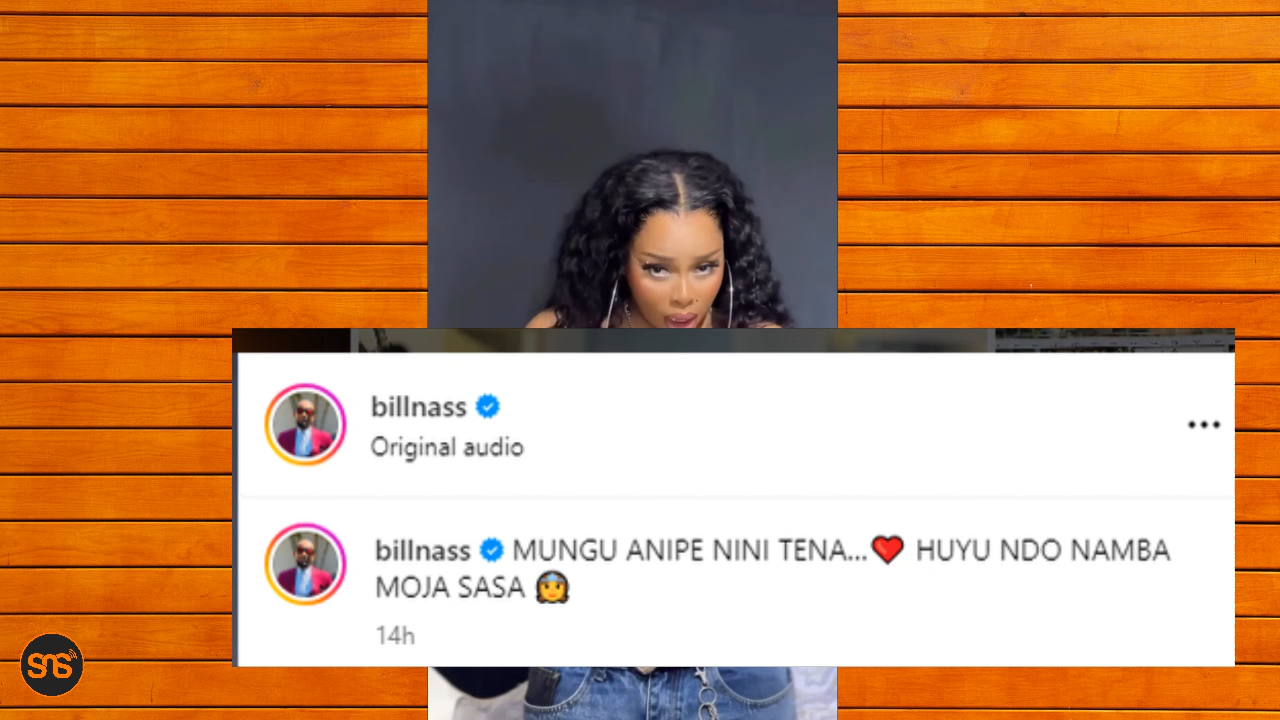 billnass
Original audio
billnass MUNGU ANIPE NINI TENA...❤️ HUYU NDO NAMBA
MOJA SASA 👸
14h
SNS